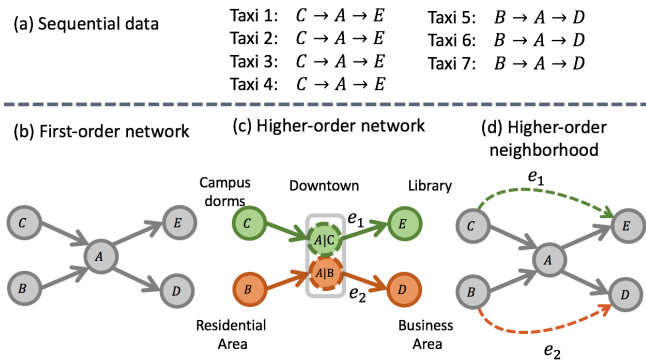 (a) Sequential data
Taxi 1: C → A → E
Taxi 2: C → A → E
Taxi 3: C → A → E
Taxi 4: C → A → E
Taxi 5: B → A → D
Taxi 6: B → A → D
Taxi 7: B → A → D
(b) First-order network
C
E
A
B
D
(c) Higher-order network
Campus
dorms
Downtown
Library
C
A|C
e1
E
B
A|B
e2
D
Residential
Area
Business
Area
(d) Higher-order
neighborhood
e1
C
E
A
B
D
e2